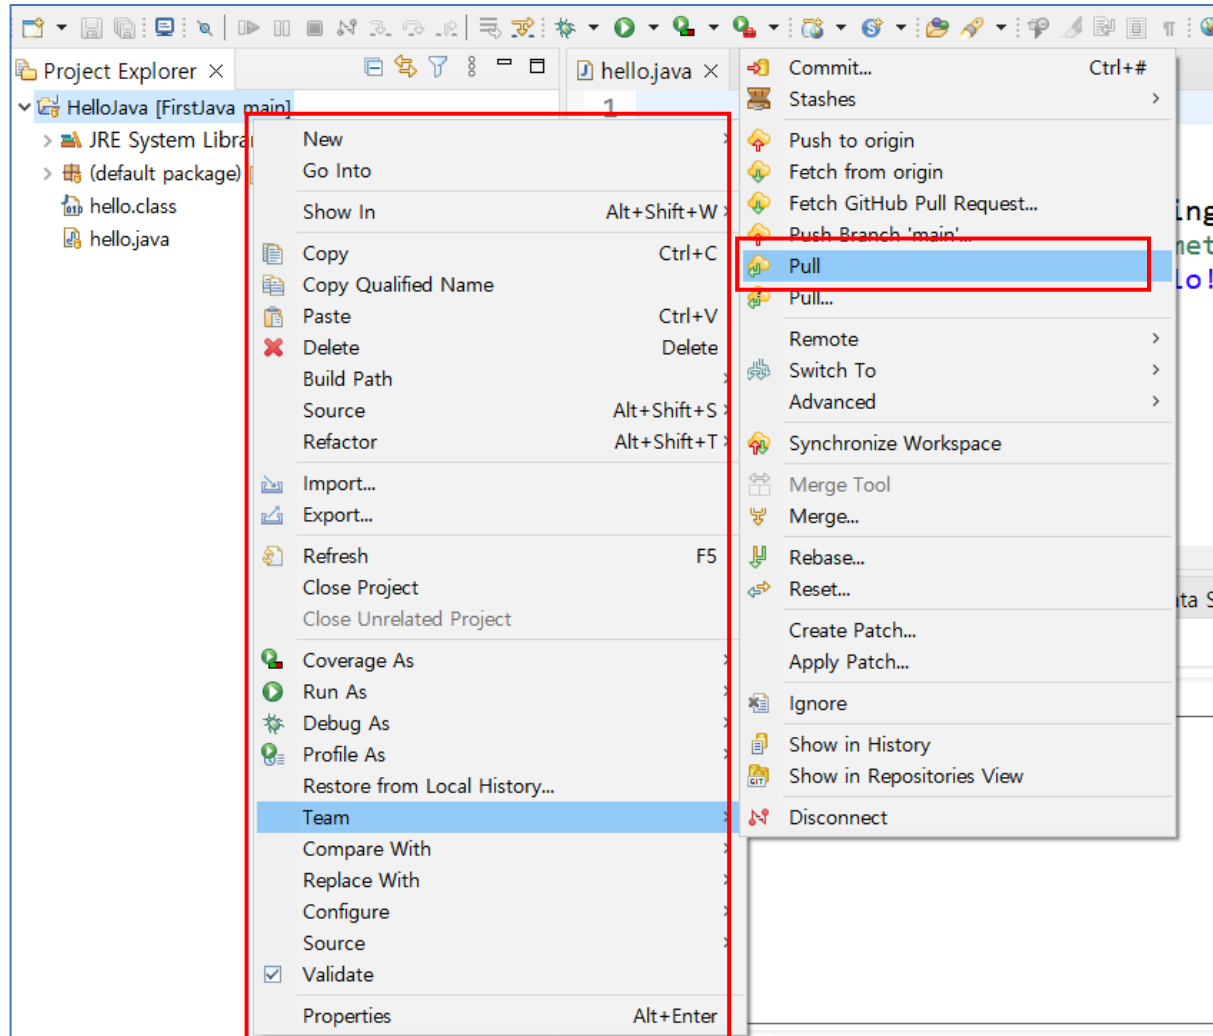 Project Explorer
hello.java
HelloJava [FirstJava main]
JRE System Libra
(default package)
hello.class
hello.java
1
New
Go Into
Show In Alt+Shift+W
Copy Ctrl+C
Copy Qualified Name
Paste Ctrl+V
Delete Delete
Build Path
Source Alt+Shift+S
Refactor Alt+Shift+T
Import...
Export...
Refresh F5
Close Project
Close Unrelated Project
Coverage As
Run As
Debug As
Profile As
Restore from Local History...
Team
Compare With
Replace With
Configure
Source
Validate
Properties Alt+Enter
Commit... Ctrl+#
Stashes
Push to origin
Fetch from origin
Fetch GitHub Pull Request...
Push Branch 'main'...
Pull
Pull...
Remote
Switch To
Advanced
Synchronize Workspace
Merge Tool
Merge...
Rebase...
Reset...
Create Patch...
Apply Patch...
Ignore
Show in History
Show in Repositories View
Disconnect
ing
met
lo!
ta S